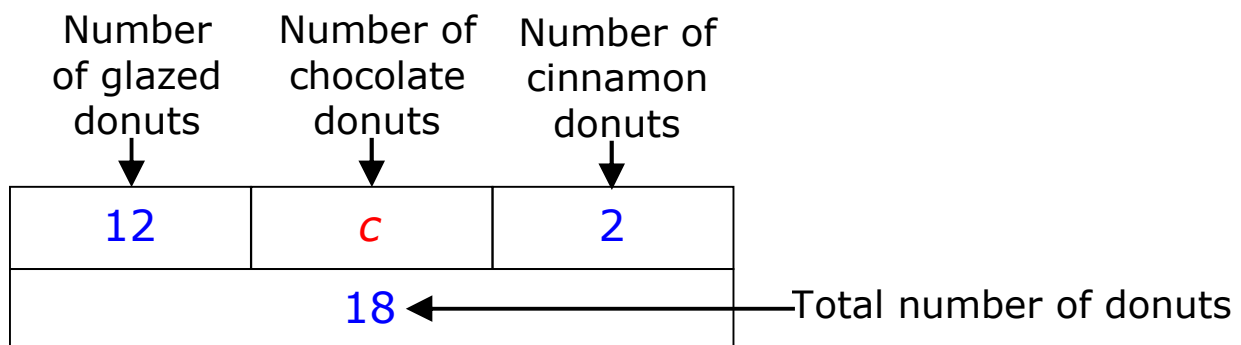 Number of glazed donuts
Number of chocolate donuts
Number of cinnamon donuts
12 c 2
18 Total number of donuts